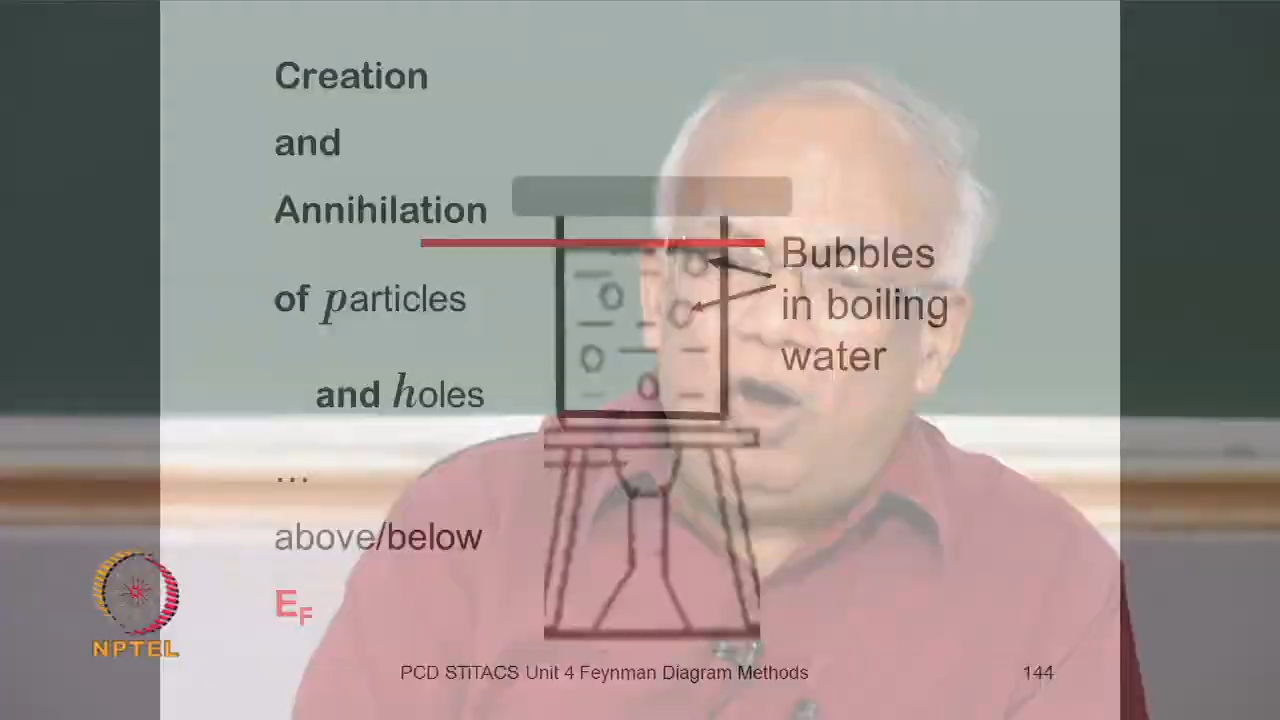 Creation
and
Annihilation
of particles
and holes
...
above/below
E_F
Bubbles
in boiling
water
NPTEL
PCD STiTACS Unit 4 Feynman Diagram Methods
144